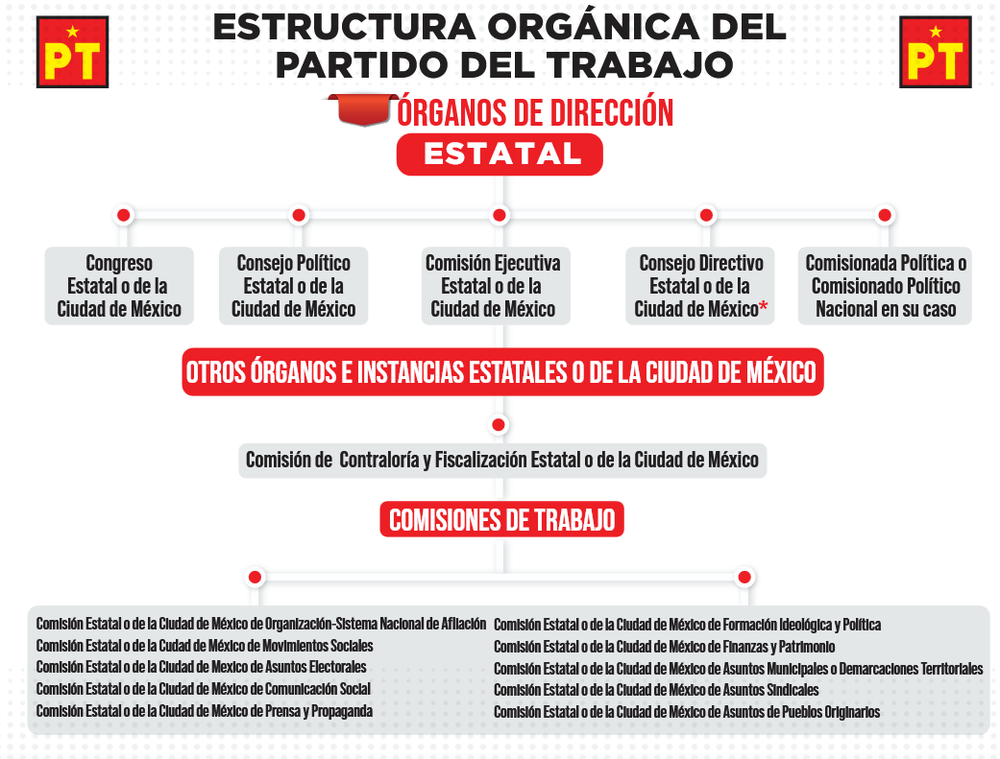 ESTRUCTURA ORGÁNICA DEL
PARTIDO DEL TRABAJO
PT
PT
ÓRGANOS DE DIRECCIÓN
ESTATAL
Congreso
Estatal o de la
Ciudad de México
Consejo Político
Estatal o de la
Ciudad de México
Comisión Ejecutiva
Estatal o de la
Ciudad de México
Consejo Directivo
Estatal o de la
Ciudad de México*
Comisionada Política o
Comisionado Político
Nacional en su caso
OTROS ÓRGANOS E INSTANCIAS ESTATALES O DE LA CIUDAD DE MÉXICO
Comisión de Contraloría y Fiscalización Estatal o de la Ciudad de México
COMISIONES DE TRABAJO
Comisión Estatal o de la Ciudad de México de Organización-Sistema Nacional de Afliación
Comisión Estatal o de la Cudad de México de Movimientos Sociales
Comisión Estatal o de la Ciudad de Mexico de Asuntos Electorales
Comisión Estatal o de la Ciudad de México de Comunicación Social
Comisión Estatal o de la Ciudad de México de Prensa y Propaganda
Comisión Estatal o de la Ciudad de México de Formación Ideológica y Política
Comisión Estatal o de la Ciudad de México de Finanzas y Patrimonio
Comisión Estatal o de la Ciudad de México de Asuntos Municipales o Demarcaciones Territoriales
Comisión Estatal o de la Ciudad de México de Asuntos Sindicales
Comisión Estatal o de la Ciudad de México de Asuntos de Pueblos Originarios